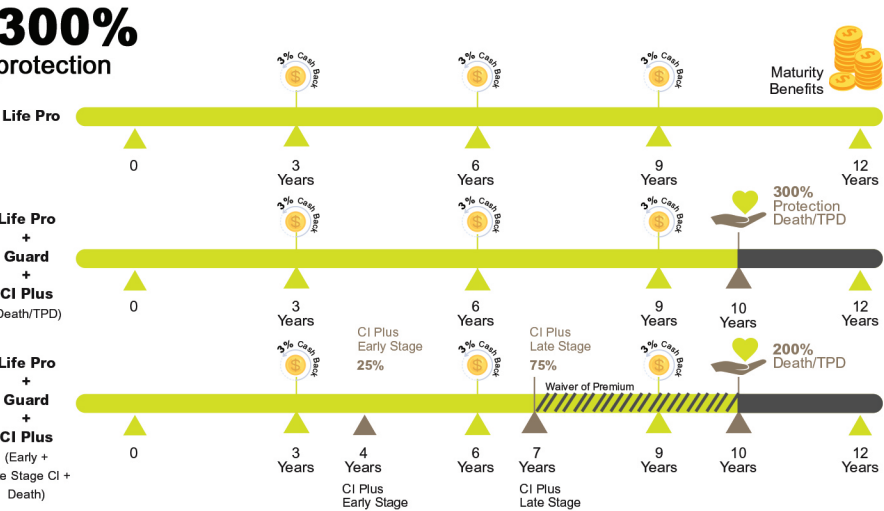 300%
protection
3% Cash Back
3% Cash Back
3% Cash Back
Maturity
Benefits
Life Pro
0
3
Years
6
Years
9
Years
12
Years
3% Cash Back
3% Cash Back
3% Cash Back
300%
Protection
Death/TPD
Life Pro
+
Guard
+
CI Plus
Death/TPD)
0
3
Years
6
Years
9
Years
10
Years
12
Years
CI Plus
Early Stage
25%
CI Plus
Late Stage
75%
3% Cash Back
3% Cash Back
3% Cash Back
200%
Death/TPD
Waiver of Premium
Life Pro
+
Guard
+
CI Plus
(Early +
e Stage CI +
Death)
0
3
Years
4
Years
6
Years
7
Years
9
Years
10
Years
12
Years
CI Plus
Early Stage
CI Plus
Late Stage